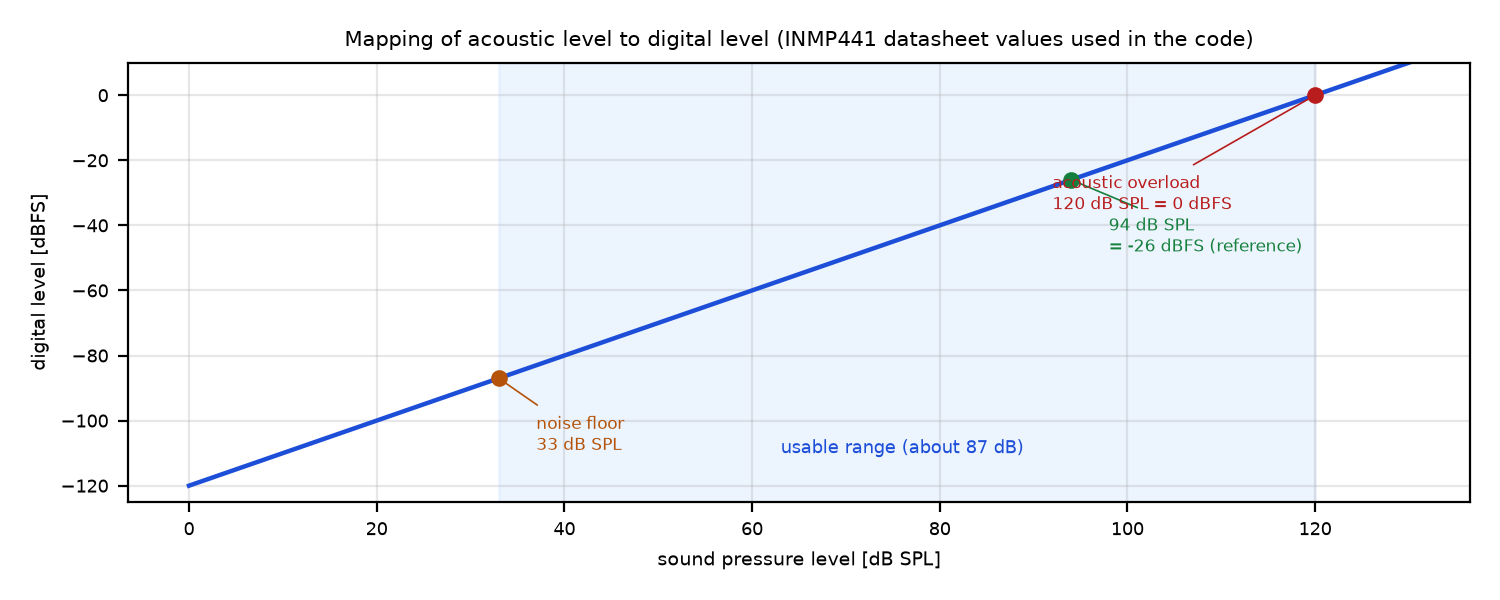 Mapping of acoustic level to digital level (INMP441 datasheet values used in the code)
digital level [dBFS]
0
−20
−40
−60
−80
−100
−120
acoustic overload
120 dB SPL = 0 dBFS
94 dB SPL
= -26 dBFS (reference)
noise floor
33 dB SPL
usable range (about 87 dB)
0
20
40
60
80
100
120
sound pressure level [dB SPL]